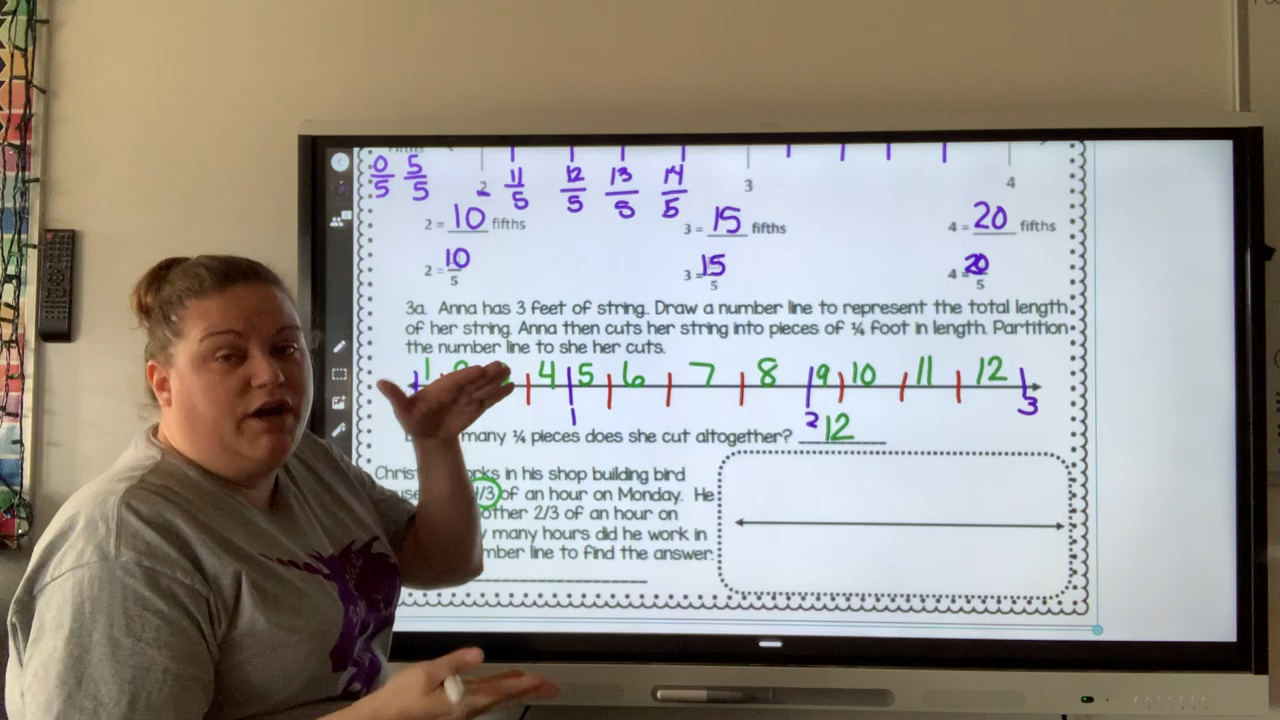 0/5 5/5 2 11/5 12/5 13/5 14/5 3 4
2 = 10 fifths 3 = 15 fifths 4 = 20 fifths
2 = 10/5 3 = 15/5 4 = 20/5
3a. Anna has 3 feet of string. Draw a number line to represent the total length
of her string. Anna then cuts her string into pieces of ¼ foot in length. Partition
the number line to she her cuts.
1 4 5 6 7 8 9 10 11 12
1 2 3
many ¼ pieces does she cut altogether? 12
in his shop building bird
1/3 of an hour on Monday. He
2/3 of an hour on
many hours did he work in
line to find the answer.